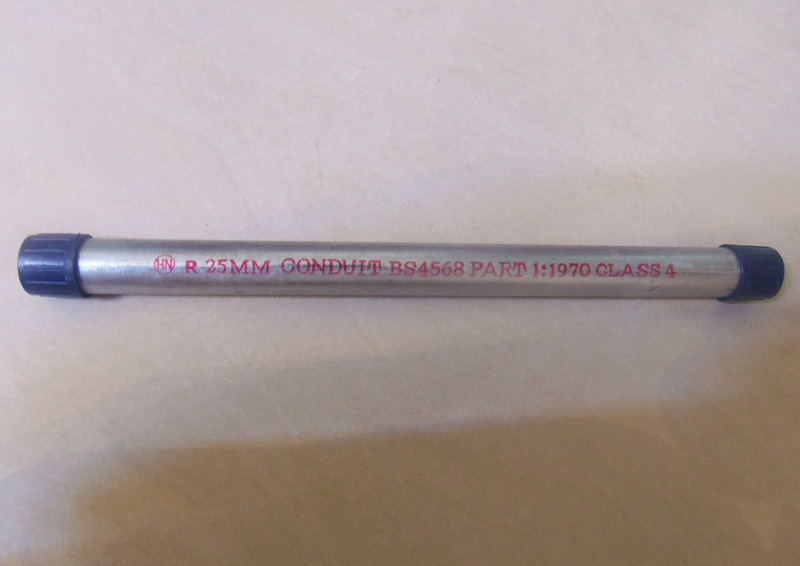 HN R 25MM CONDUIT BS4568 PART 1:1970 CLASS 4